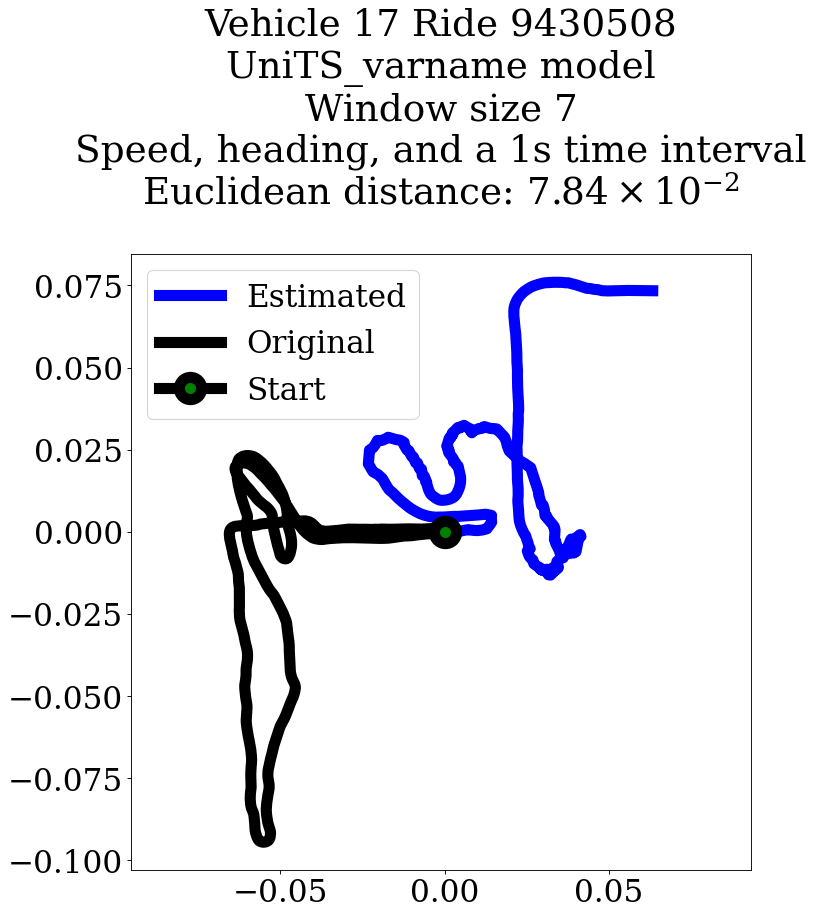 Vehicle 17 Ride 9430508
UniTS_varname model
Window size 7
Speed, heading, and a 1s time interval
Euclidean distance: 7.84 × 10⁻²
Estimated
Original
Start
0.075
0.050
0.025
0.000
−0.025
−0.050
−0.075
−0.100
−0.05
0.00
0.05